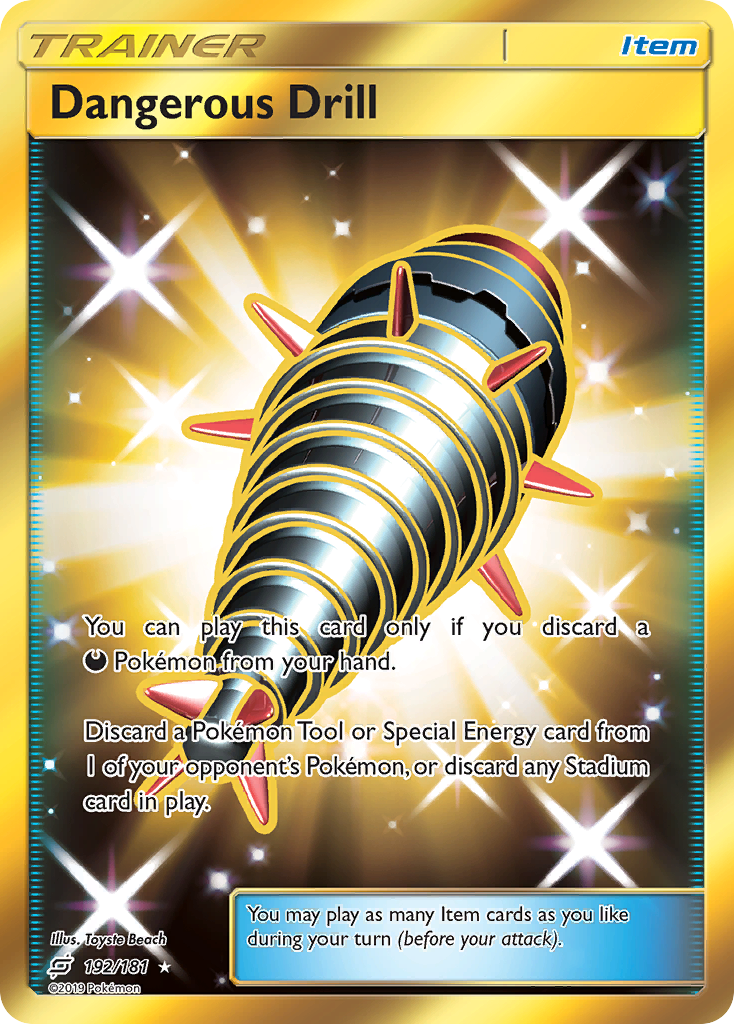 TRAINER
Item
Dangerous Drill
You can play this card only if you discard a
Pokémon from your hand.
Discard a Pokémon Tool or Special Energy card from
1 of your opponent's Pokémon, or discard any Stadium
card in play.
You may play as many Item cards as you like
during your turn (before your attack).
Illus. Toyste Beach
192/181
©2019 Pokémon